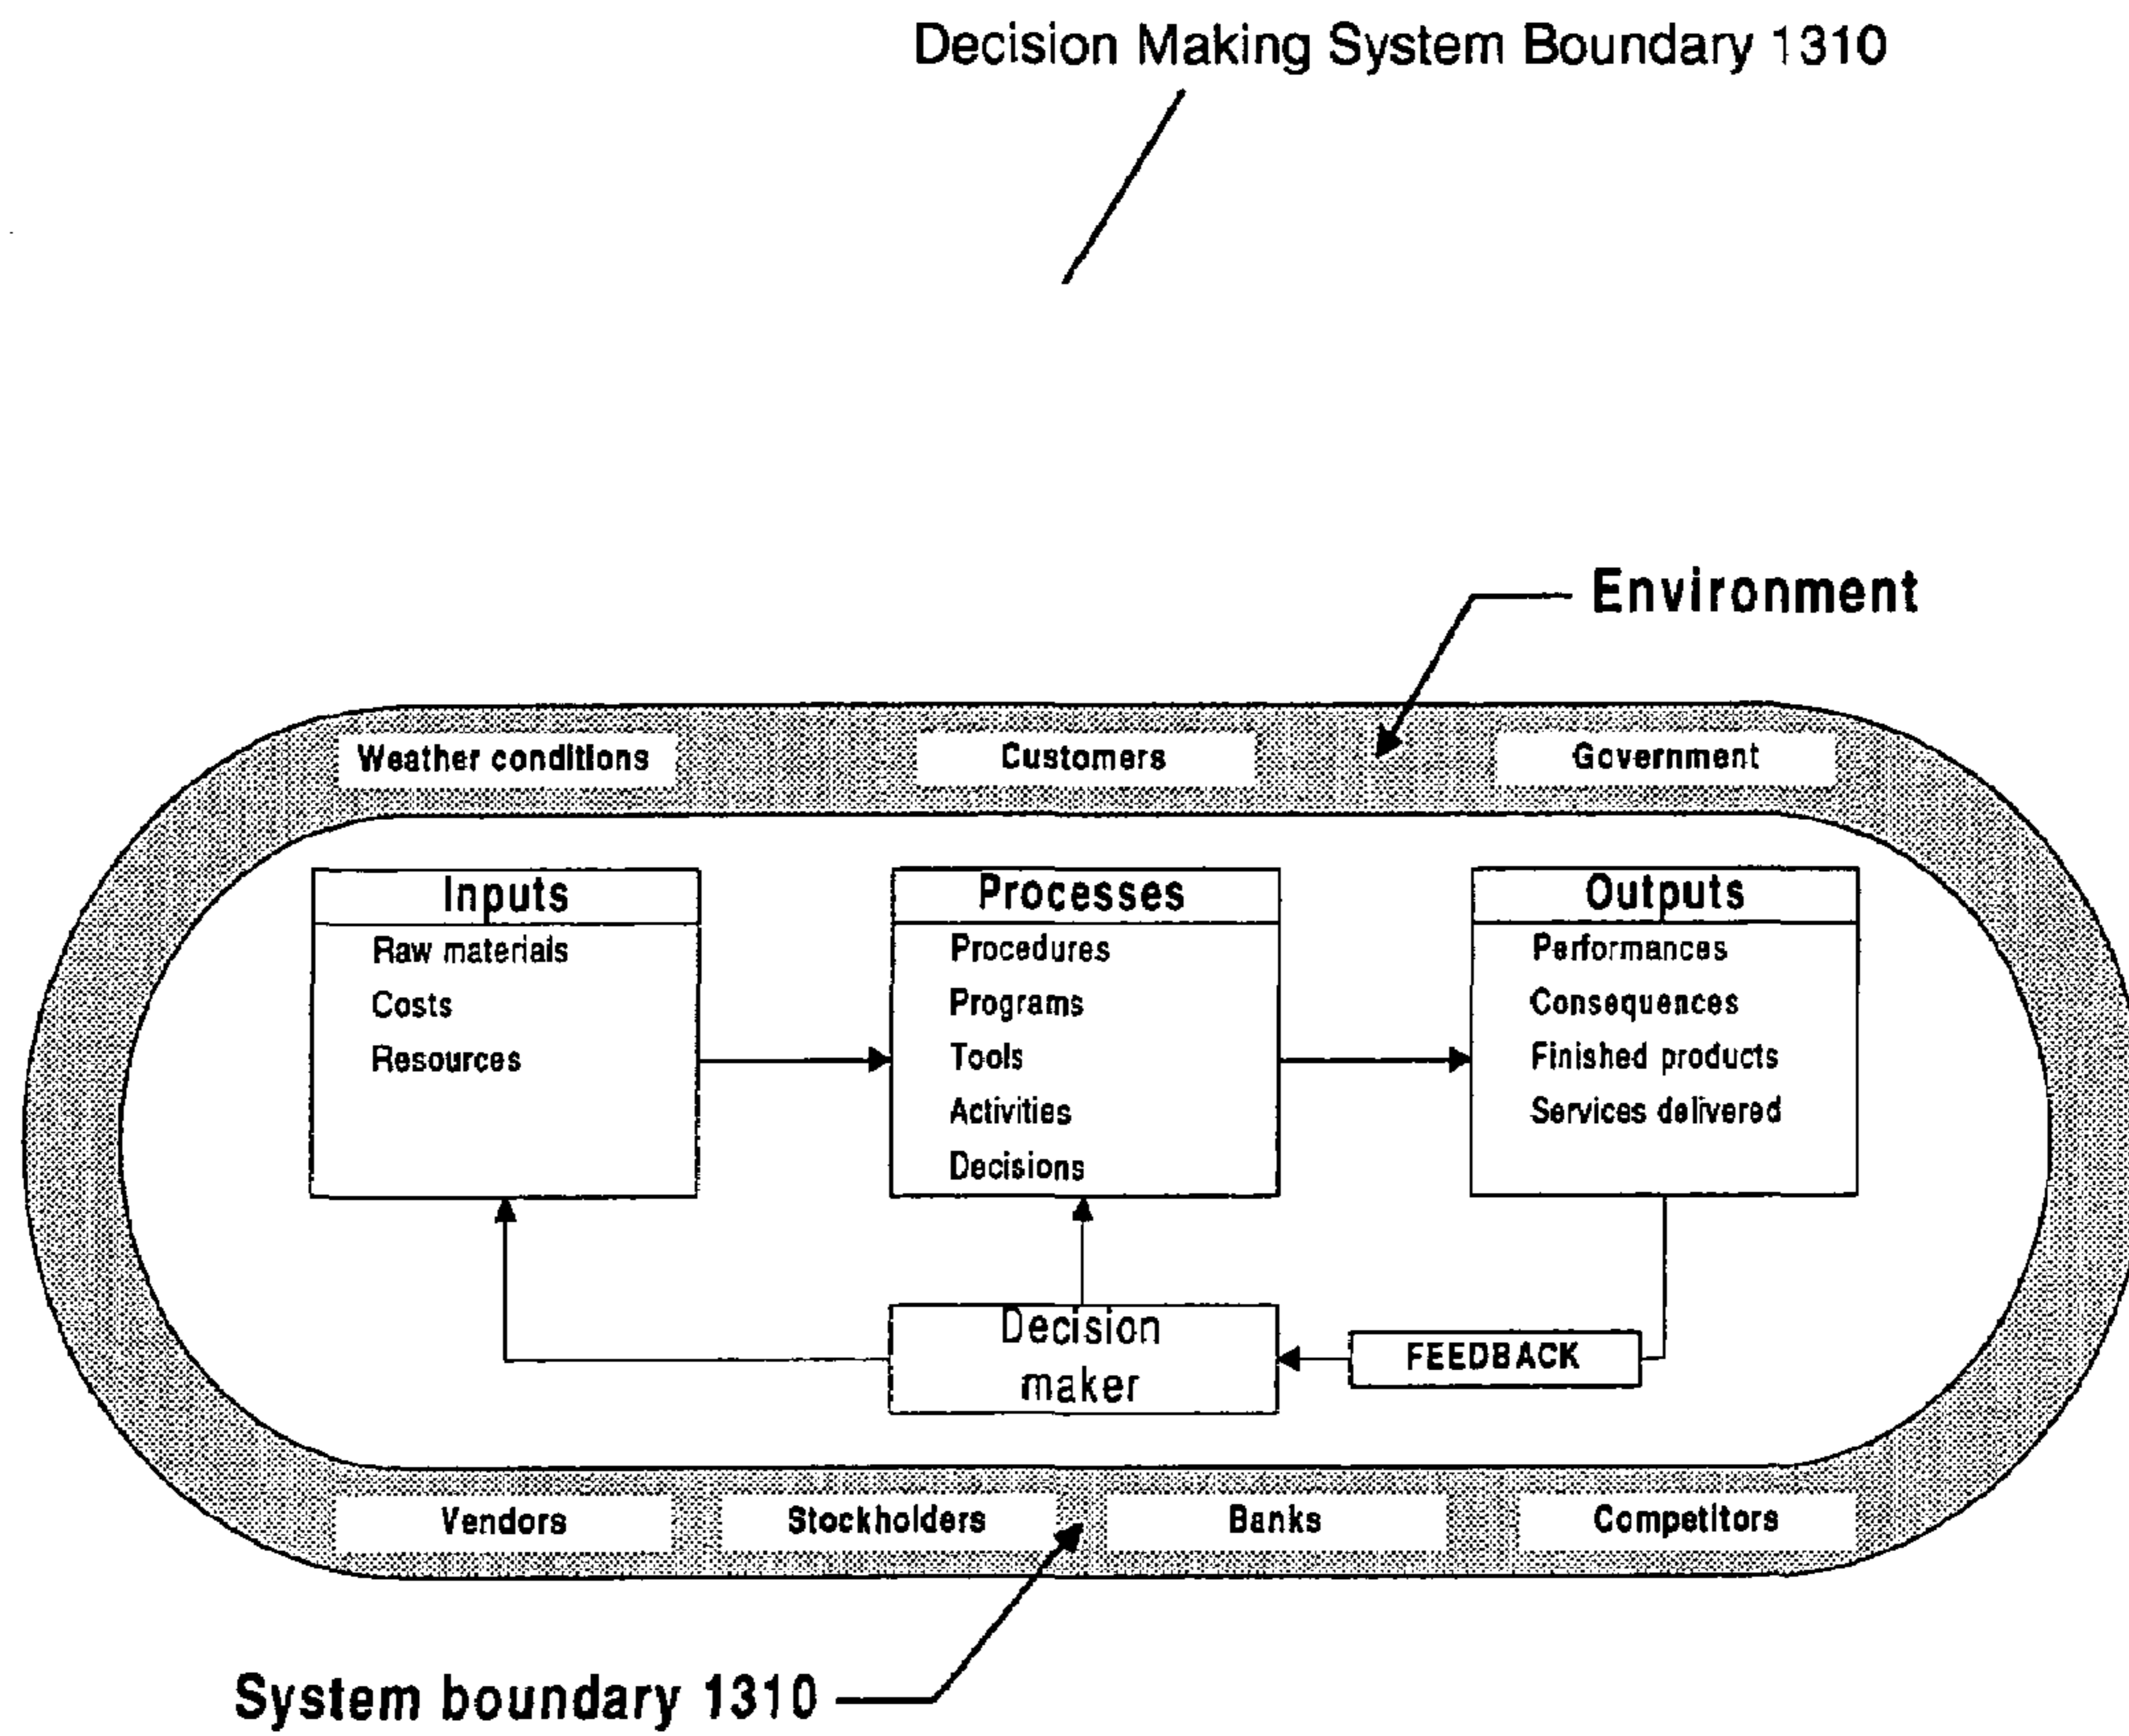 Decision Making System Boundary 1310
Environment
Weather conditions
Customers
Government
Inputs
Raw materials
Costs
Resources
Processes
Procedures
Programs
Tools
Activities
Decisions
Outputs
Performances
Consequences
Finished products
Services delivered
Decision
maker
FEEDBACK
Vendors
Stockholders
Banks
Competitors
System boundary 1310